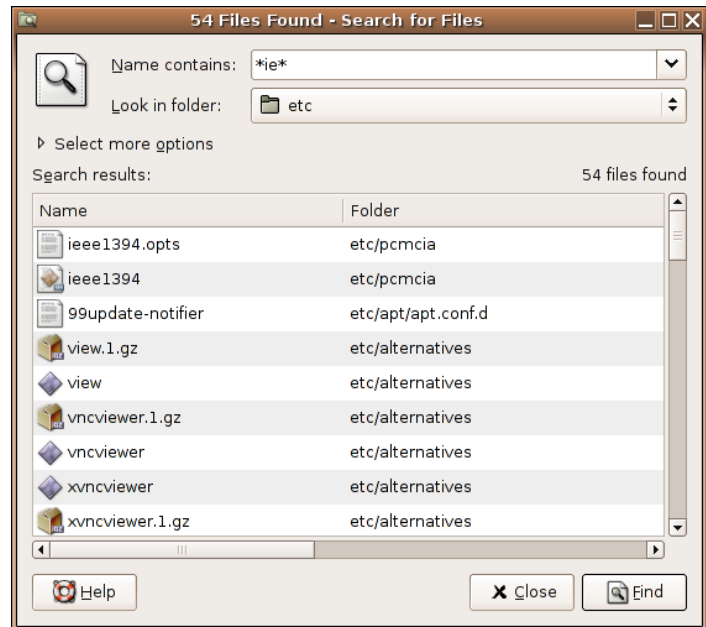 54 Files Found - Search for Files
Name contains: *ie*
Look in folder: etc
Select more options
Search results: 54 files found
Name Folder
ieee1394.opts etc/pcmcia
ieee1394 etc/pcmcia
99update-notifier etc/apt/apt.conf.d
view.1.gz etc/alternatives
view etc/alternatives
vncviewer.1.gz etc/alternatives
vncviewer etc/alternatives
xvncviewer etc/alternatives
xvncviewer.1.gz etc/alternatives
Help Close Find